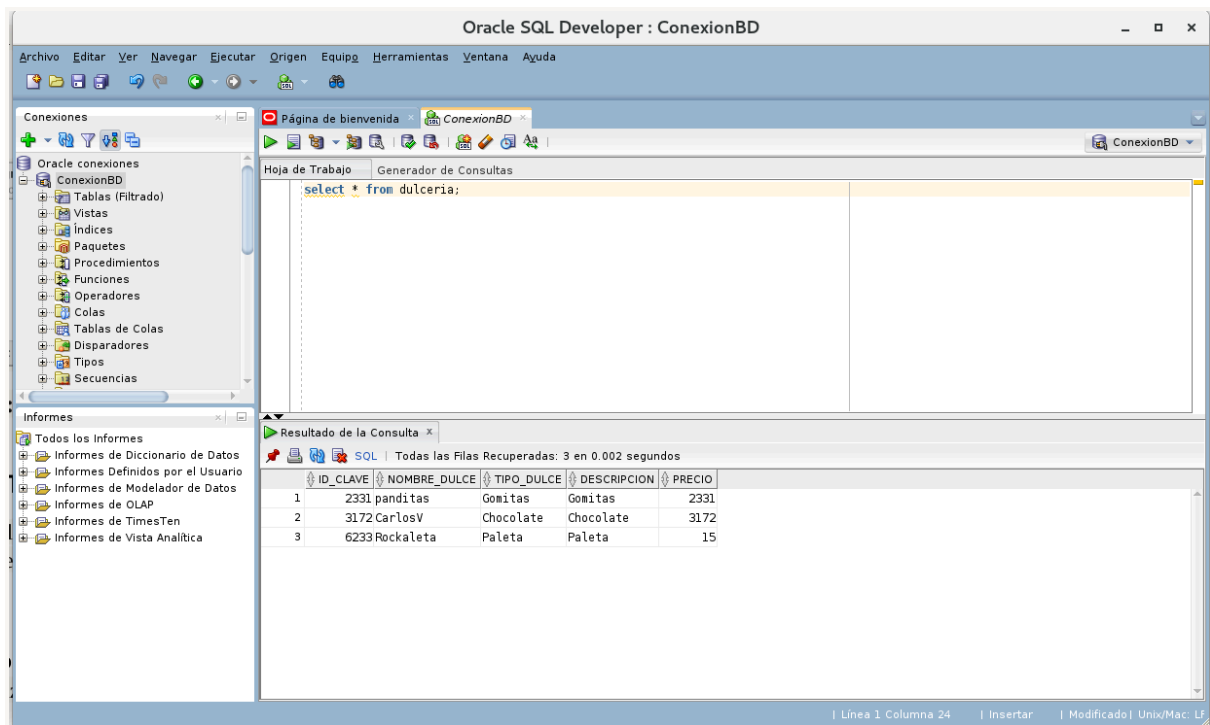 Oracle SQL Developer : ConexionBD
Archivo Editar Ver Navegar Ejecutar Origen Equipo Herramientas Ventana Ayuda
Conexiones
Oracle conexiones
ConexionBD
Tablas (Filtrado)
Vistas
Índices
Paquetes
Procedimientos
Funciones
Operadores
Colas
Tablas de Colas
Disparadores
Tipos
Secuencias
Informes
Todos los Informes
Informes de Diccionario de Datos
Informes Definidos por el Usuario
Informes de Modelador de Datos
Informes de OLAP
Informes de TimesTen
Informes de Vista Analítica
Página de bienvenida ConexionBD
ConexionBD
Hoja de Trabajo Generador de Consultas
select * from dulceria;
Resultado de la Consulta
SQL | Todas las Filas Recuperadas: 3 en 0.002 segundos
ID_CLAVE NOMBRE_DULCE TIPO_DULCE DESCRIPCION PRECIO
1 2331 panditas Gomitas Gomitas 2331
2 3172 CarlosV Chocolate Chocolate 3172
3 6233 Rockaleta Paleta Paleta 15
| Línea 1 Columna 24 | Insertar | Modificado | Unix/Mac: LF